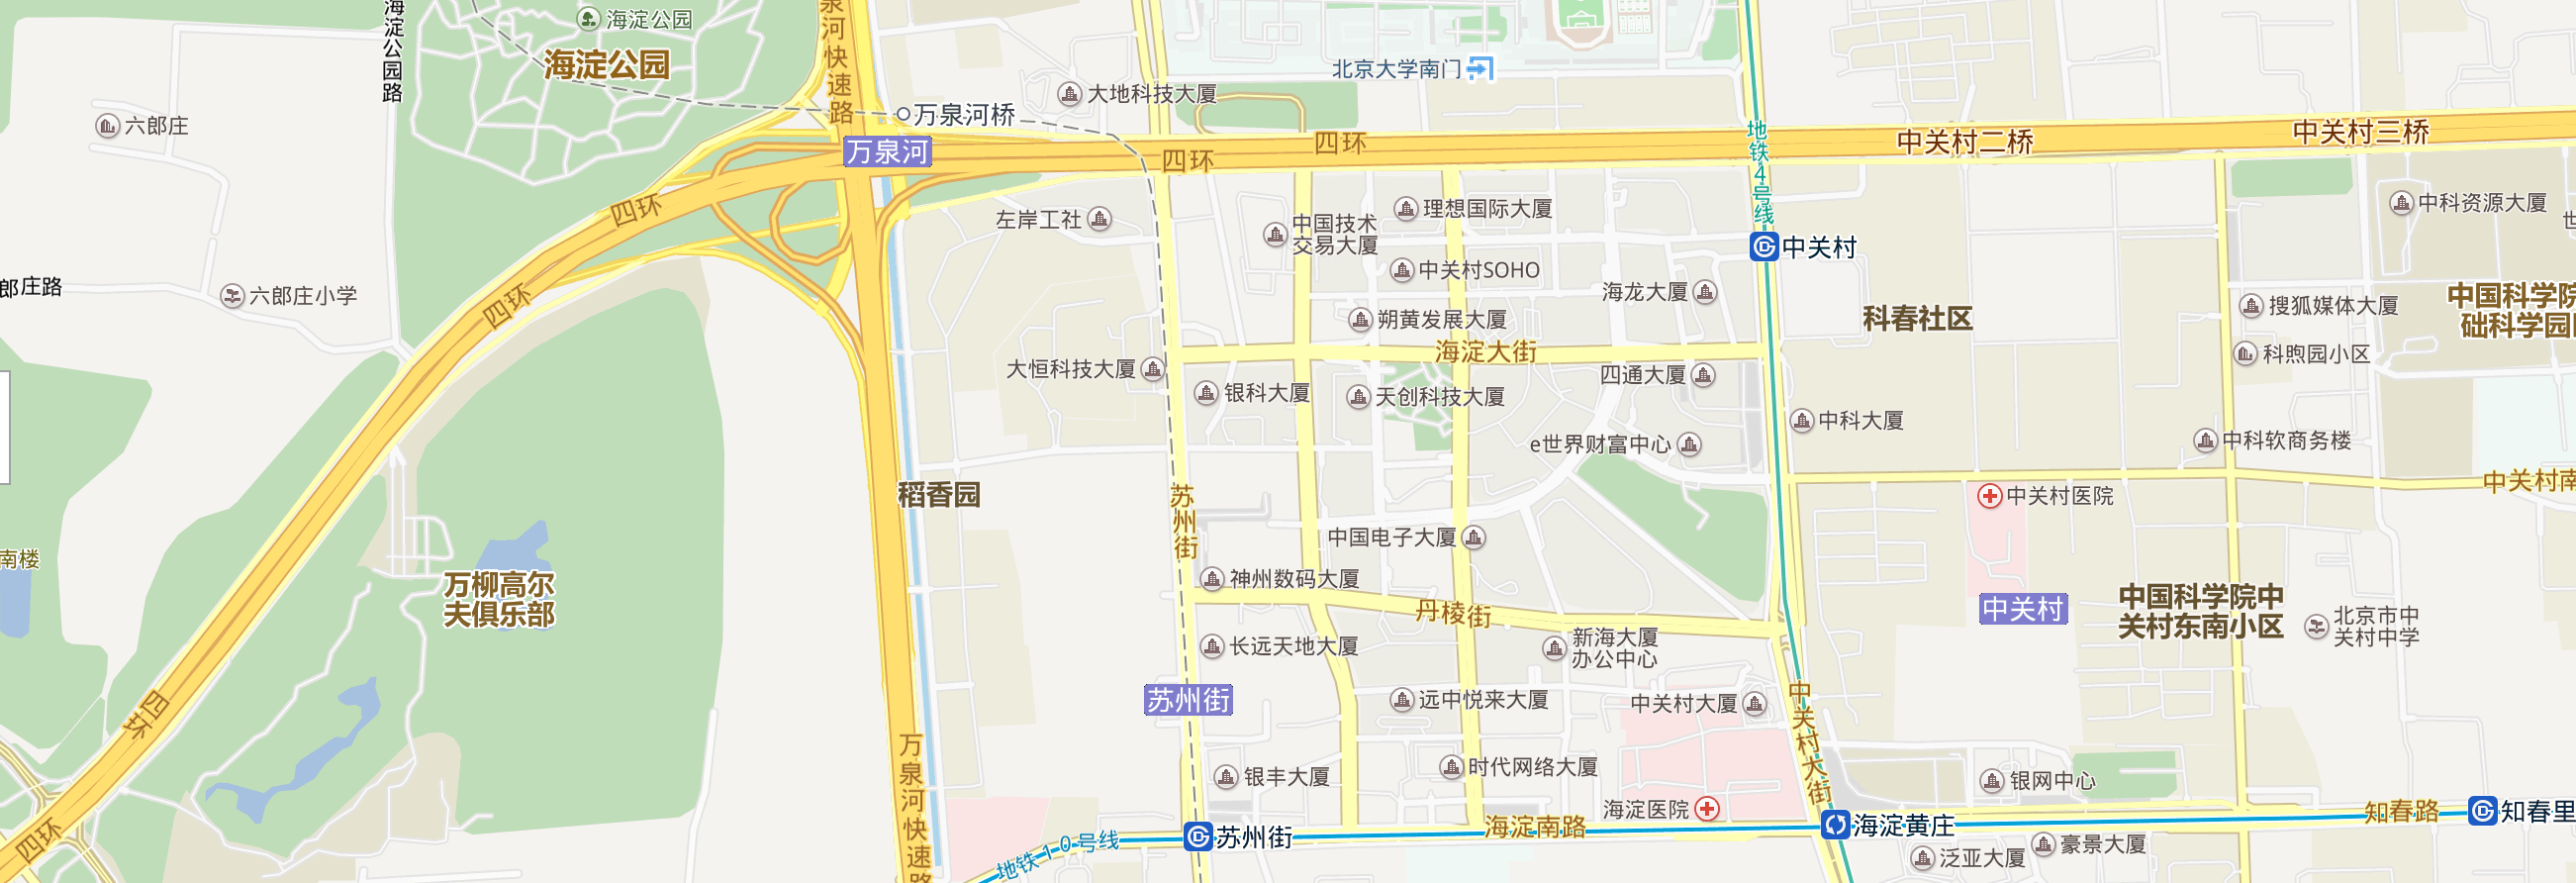 海淀公园路
海淀公园
海淀公园
泉河快速路
北京大学南门
大地科技大厦
万泉河桥
六郎庄
万泉河
四环
四环
中关村二桥
中关村三桥
地铁4号线
四环
左岸工社
中国技术
交易大厦
理想国际大厦
中关村
中科资源大厦
世
中关村SOHO
郎庄路
六郎庄小学
四环
海龙大厦
朔黄发展大厦
科春社区
搜狐媒体大厦
中国科学院
础科学园
海淀大街
科煦园小区
大恒科技大厦
银科大厦
天创科技大厦
四通大厦
中科大厦
e世界财富中心
中科软商务楼
稻香园
苏州街
中关村医院
中关村南
中国电子大厦
南楼
万柳高尔
夫俱乐部
神州数码大厦
丹棱街
中关村
中国科学院中
关村东南小区
北京市中
关村中学
长远天地大厦
新海大厦
办公中心
四环
苏州街
远中悦来大厦
中关村大厦
中关村大街
万泉河快速路
银丰大厦
时代网络大厦
银网中心
海淀医院
四环
地铁10号线
苏州街
海淀南路
海淀黄庄
知春路
知春里
泛亚大厦
豪景大厦